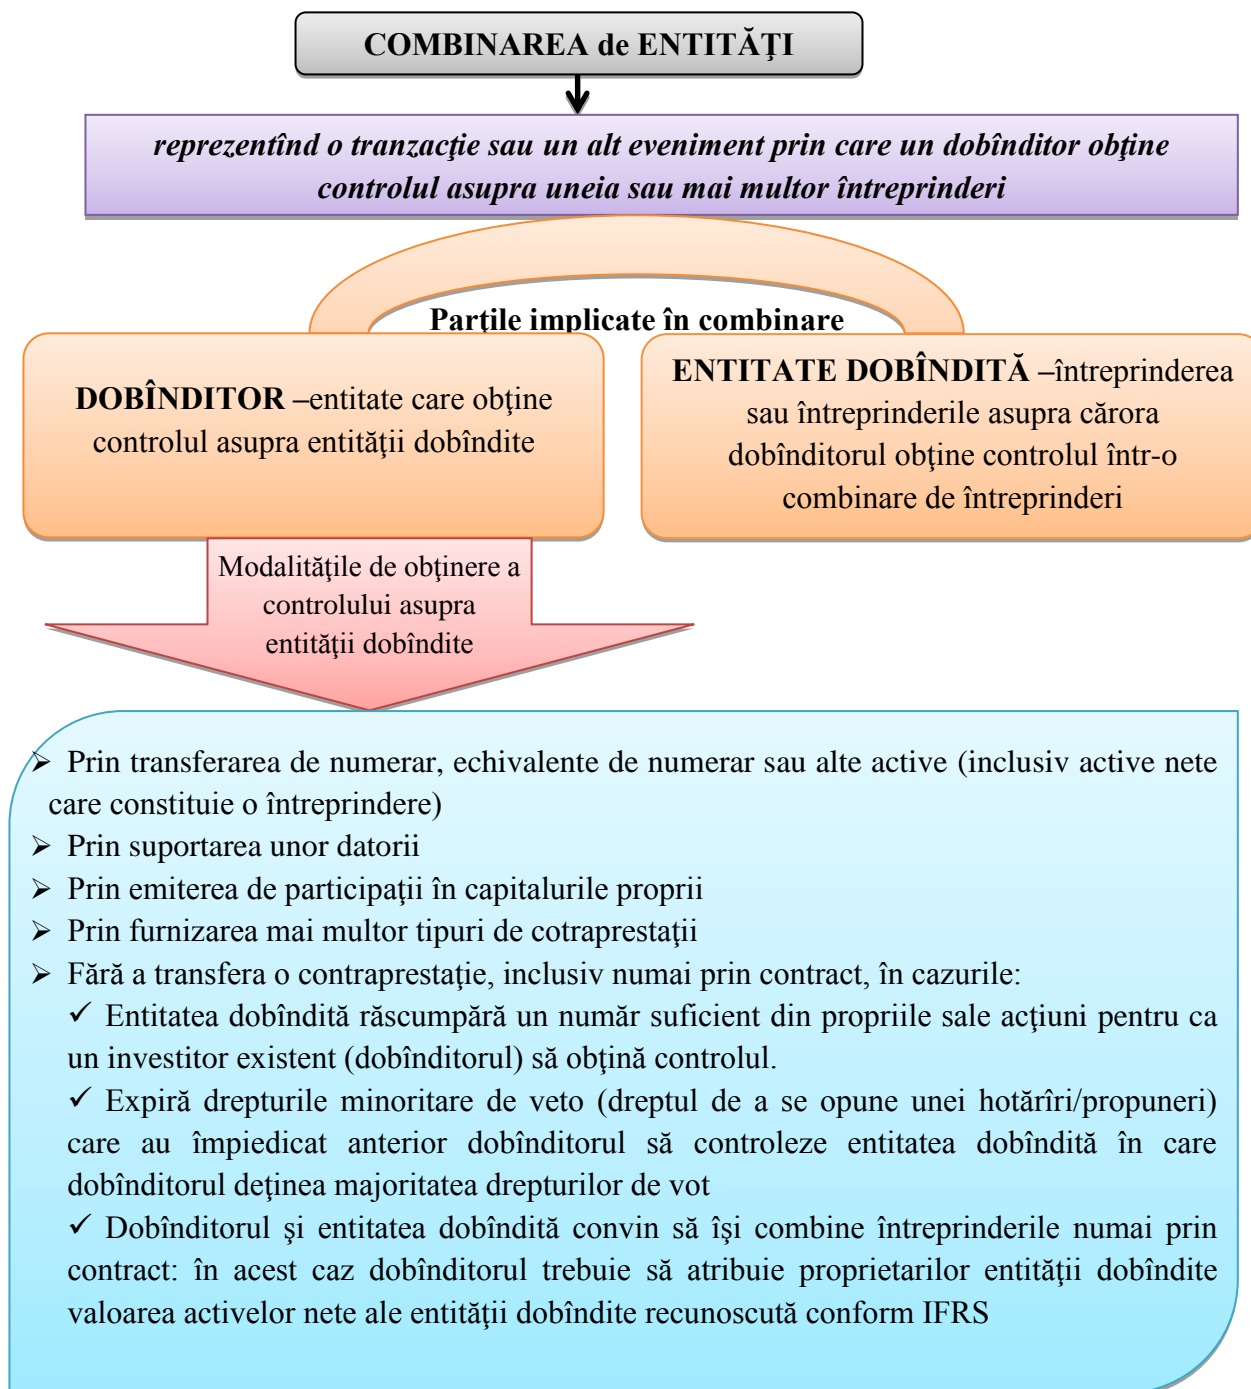 COMBINAREA de ENTITĂŢI
reprezentînd o tranzacţie sau un alt eveniment prin care un dobînditor obţine
controlul asupra uneia sau mai multor întreprinderi
Parţile implicate în combinare
DOBÎNDITOR –entitate care obţine
controlul asupra entităţii dobîndite
ENTITATE DOBÎNDITĂ –întreprinderea
sau întreprinderile asupra cărora
dobînditorul obţine controlul într-o
combinare de întreprinderi
Modalităţile de obţinere a
controlului asupra
entităţii dobîndite
➢ Prin transferarea de numerar, echivalente de numerar sau alte active (inclusiv active nete
care constituie o întreprindere)
➢ Prin suportarea unor datorii
➢ Prin emiterea de participaţii în capitalurile proprii
➢ Prin furnizarea mai multor tipuri de cotraprestaţii
➢ Fără a transfera o contraprestaţie, inclusiv numai prin contract, în cazurile:
✓ Entitatea dobîndită răscumpără un număr suficient din propriile sale acţiuni pentru ca
un investitor existent (dobînditorul) să obţină controlul.
✓ Expiră drepturile minoritare de veto (dreptul de a se opune unei hotărîri/propuneri)
care au împiedicat anterior dobînditorul să controleze entitatea dobîndită în care
dobînditorul deţinea majoritatea drepturilor de vot
✓ Dobînditorul şi entitatea dobîndită convin să îşi combine întreprinderile numai prin
contract: în acest caz dobînditorul trebuie să atribuie proprietarilor entităţii dobîndite
valoarea activelor nete ale entităţii dobîndite recunoscută conform IFRS